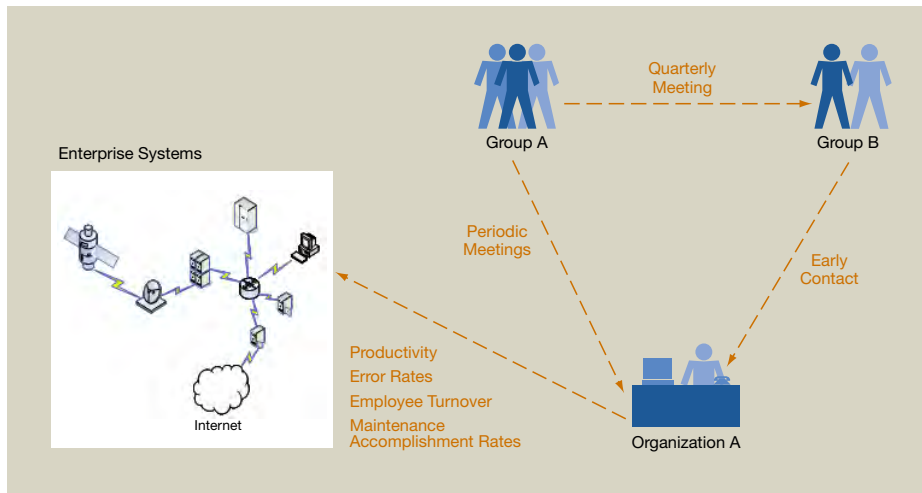 Quarterly
Meeting
Group A
Group B
Enterprise Systems
Periodic
Meetings
Early
Contact
Productivity
Error Rates
Employee Turnover
Maintenance
Accomplishment Rates
Internet
Organization A